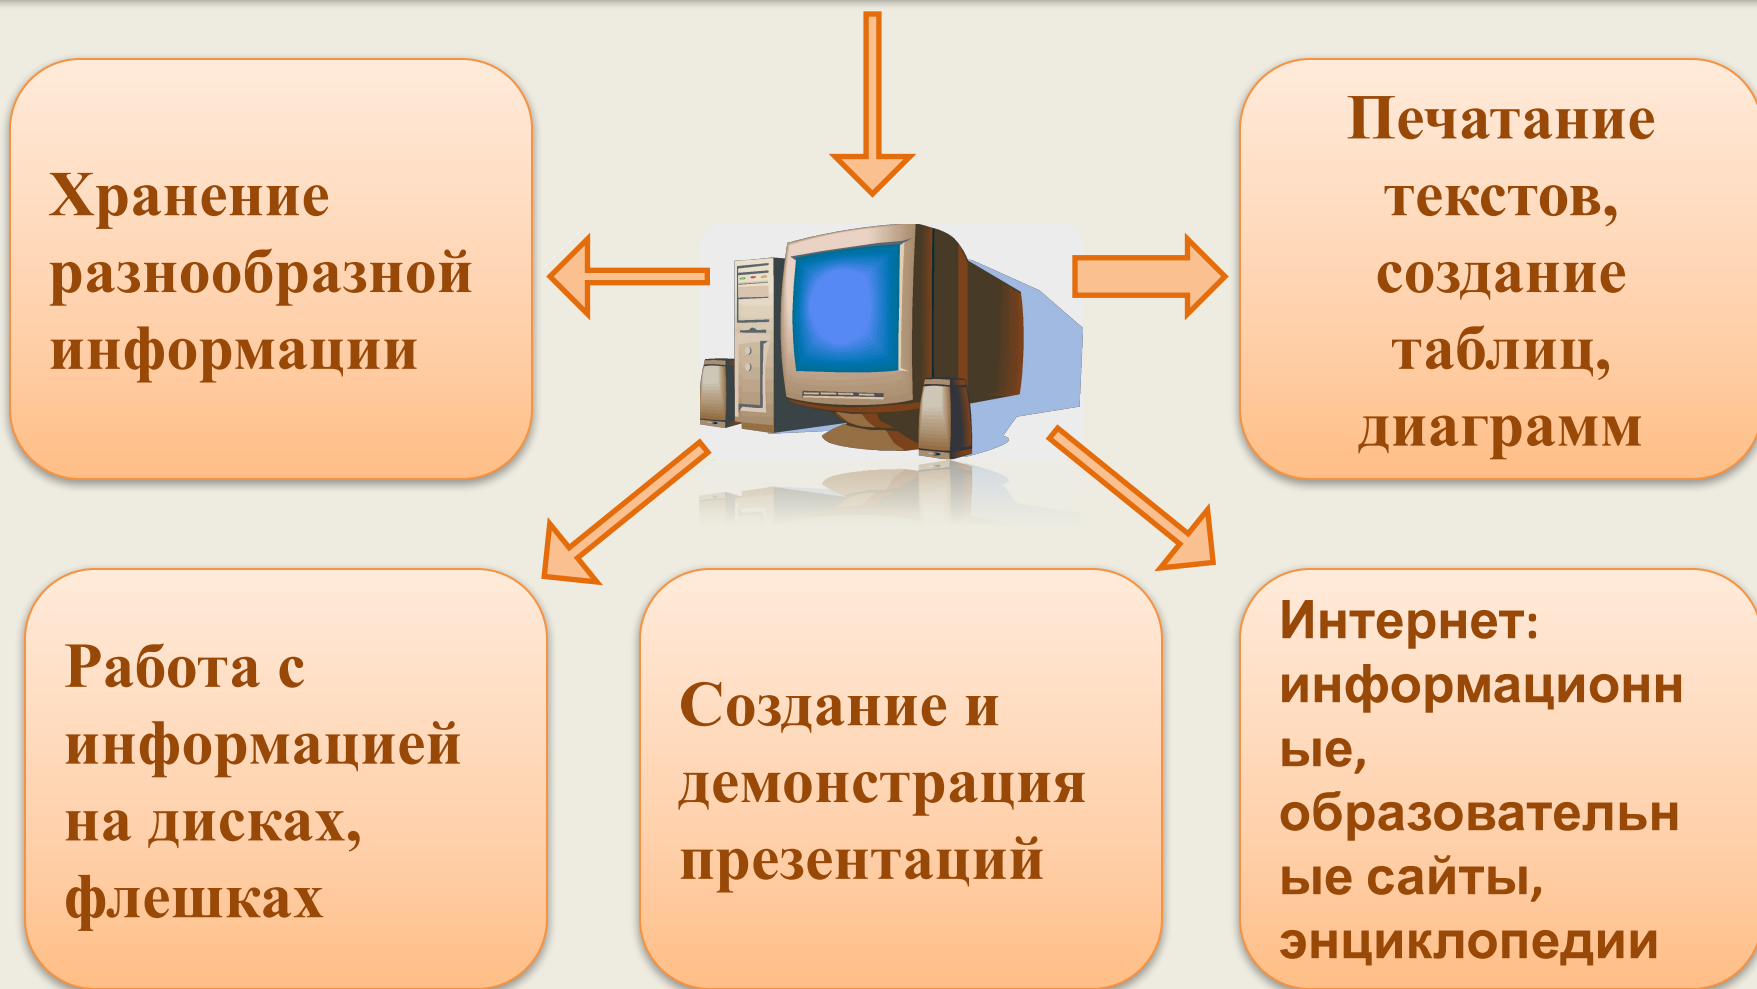 Хранение
разнообразной
информации
Печатание
текстов,
создание
таблиц,
диаграмм
Работа с
информацией
на дисках,
флешках
Создание и
демонстрация
презентаций
Интернет:
информационн
ые,
образовательн
ые сайты,
энциклопедии